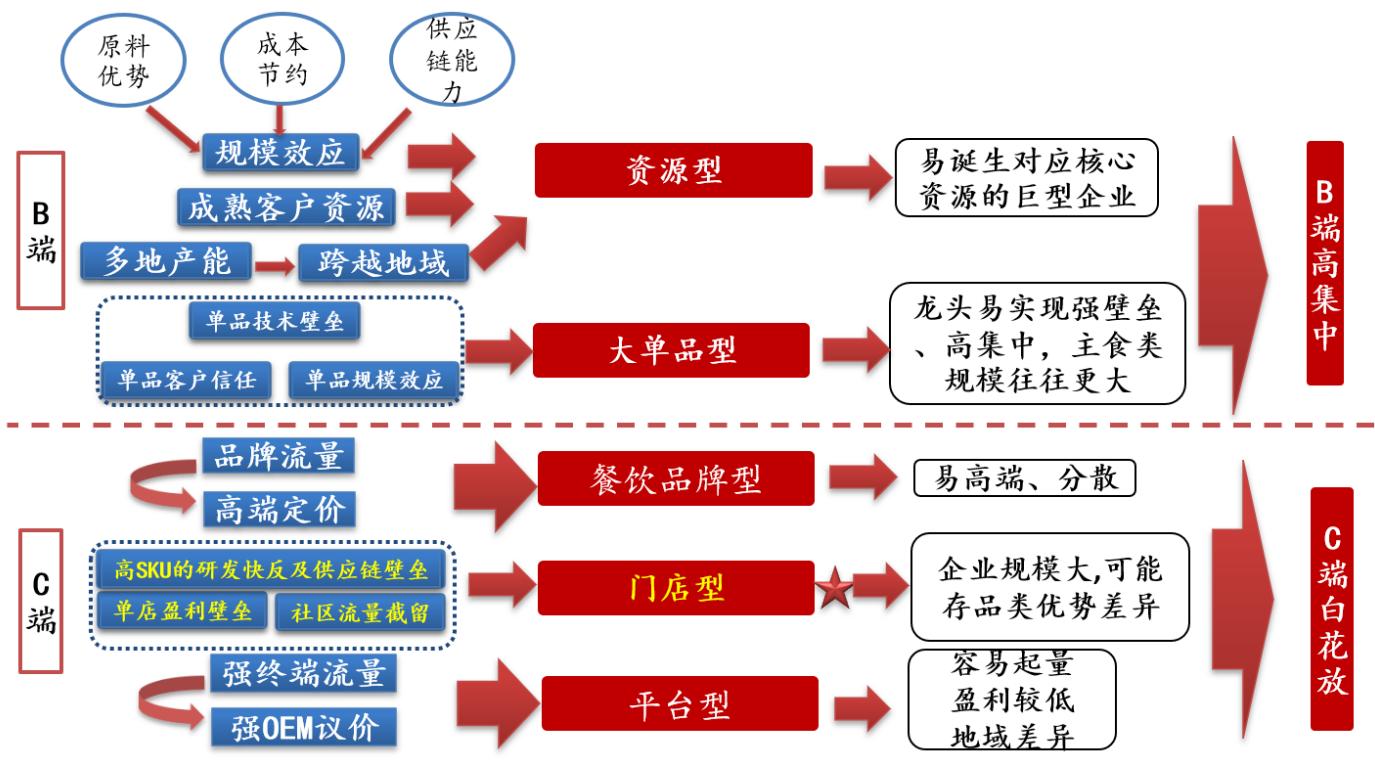 原料
优势
成本
节约
供应
链能
力
规模效应
成熟客户资源
多地产能
跨越地域
B
端
资源型
易诞生对应核心
资源的巨型企业
单品技术壁垒
单品客户信任
单品规模效应
大单品型
龙头易实现强壁垒
、高集中，主食类
规模往往更大
B
端
高
集
中
品牌流量
高端定价
餐饮品牌型
易高端、分散
C
端
高SKU的研发快反及供应链壁垒
单店盈利壁垒
社区流量截留
门店型
企业规模大,可能
存品类优势差异
强终端流量
强OEM议价
平台型
容易起量
盈利较低
地域差异
C
端
白
花
放